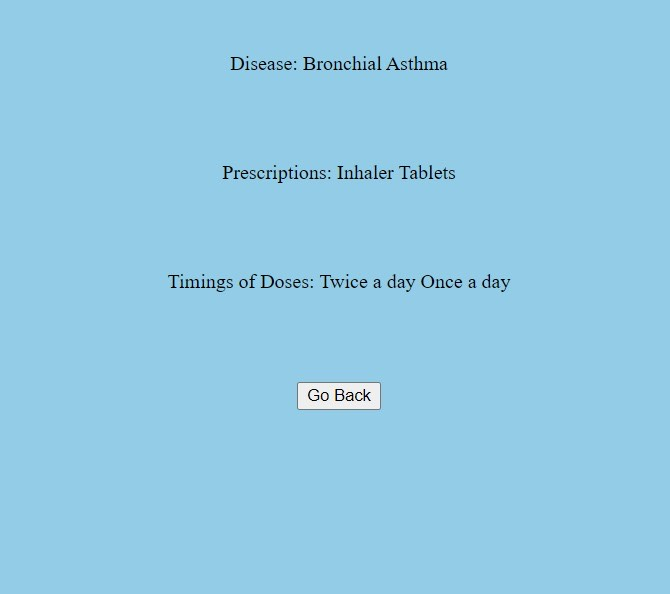 Disease: Bronchial Asthma
Prescriptions: Inhaler Tablets
Timings of Doses: Twice a day Once a day
Go Back